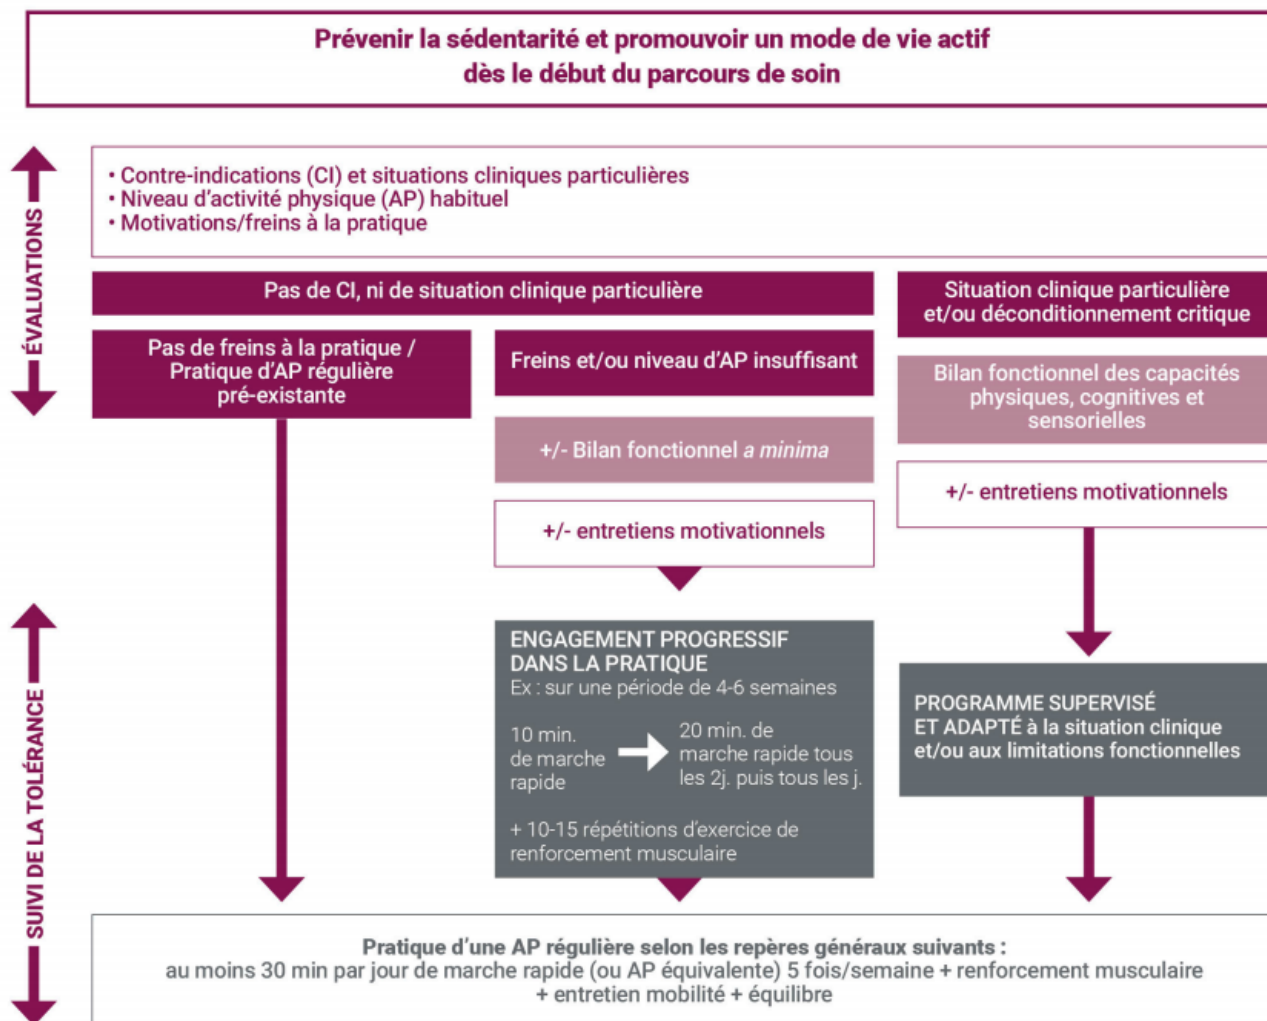 Prévenir la sédentarité et promouvoir un mode de vie actif
dès le début du parcours de soin
ÉVALUATIONS
• Contre-indications (CI) et situations cliniques particulières
• Niveau d'activité physique (AP) habituel
• Motivations/freins à la pratique
Pas de CI, ni de situation clinique particulière
Situation clinique particulière
et/ou déconditionnement critique
Pas de freins à la pratique /
Pratique d'AP régulière
pré-existante
Freins et/ou niveau d'AP insuffisant
Bilan fonctionnel des capacités
physiques, cognitives et
sensorielles
+/- Bilan fonctionnel a minima
+/- entretiens motivationnels
+/- entretiens motivationnels
SUIVI DE LA TOLÉRANCE
ENGAGEMENT PROGRESSIF
DANS LA PRATIQUE
Ex : sur une période de 4-6 semaines
10 min.
de marche
rapide
20 min. de
marche rapide tous
les 2j. puis tous les j.
+ 10-15 répétitions d'exercice de
renforcement musculaire
PROGRAMME SUPERVISÉ
ET ADAPTÉ à la situation clinique
et/ou aux limitations fonctionnelles
Pratique d'une AP régulière selon les repères généraux suivants :
au moins 30 min par jour de marche rapide (ou AP équivalente) 5 fois/semaine + renforcement musculaire
+ entretien mobilité + équilibre